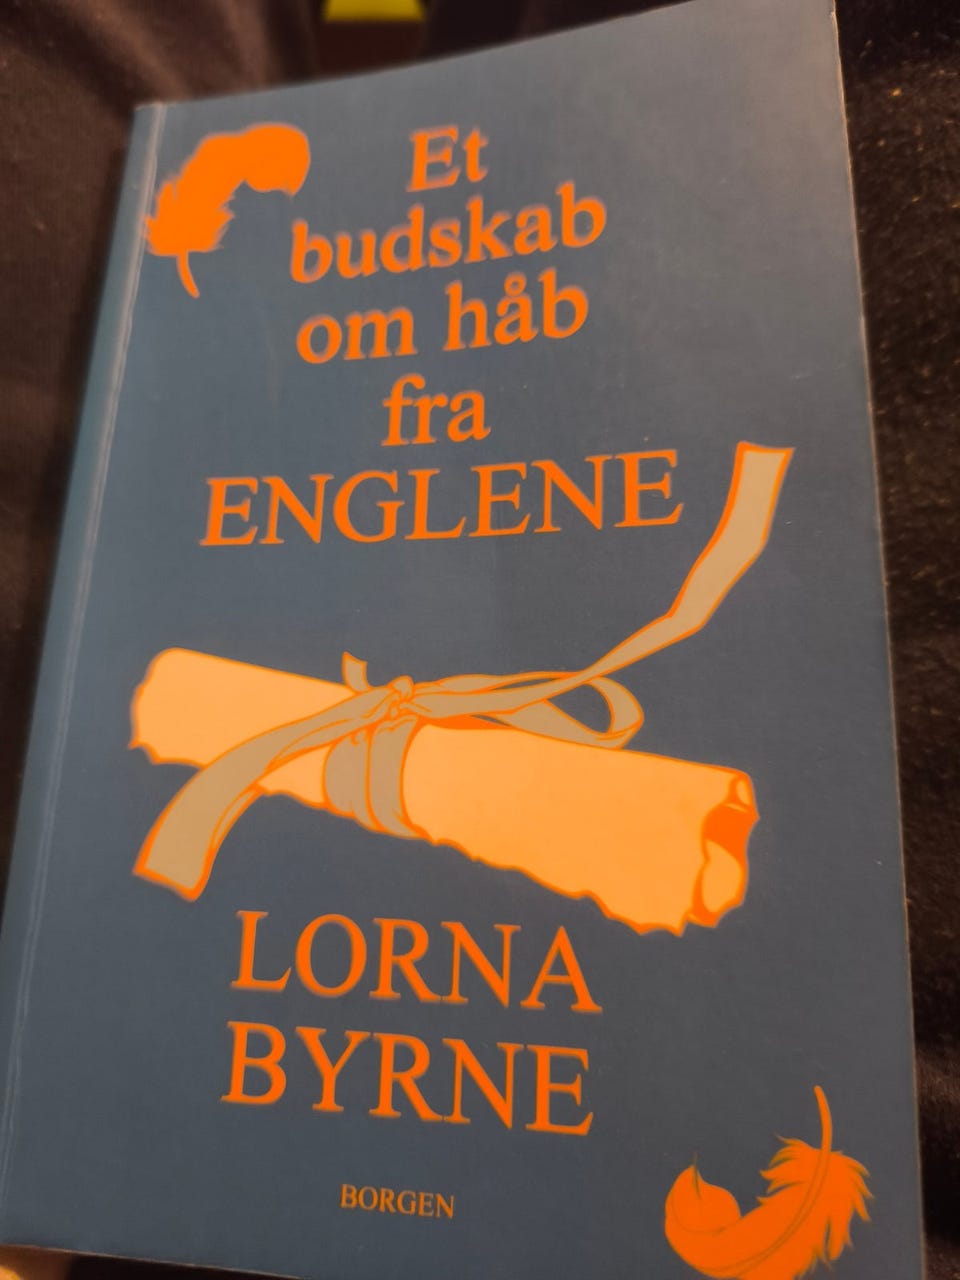 Et
budskab
om håb
fra
ENGLENE
LORNA
BYRNE
BORGEN